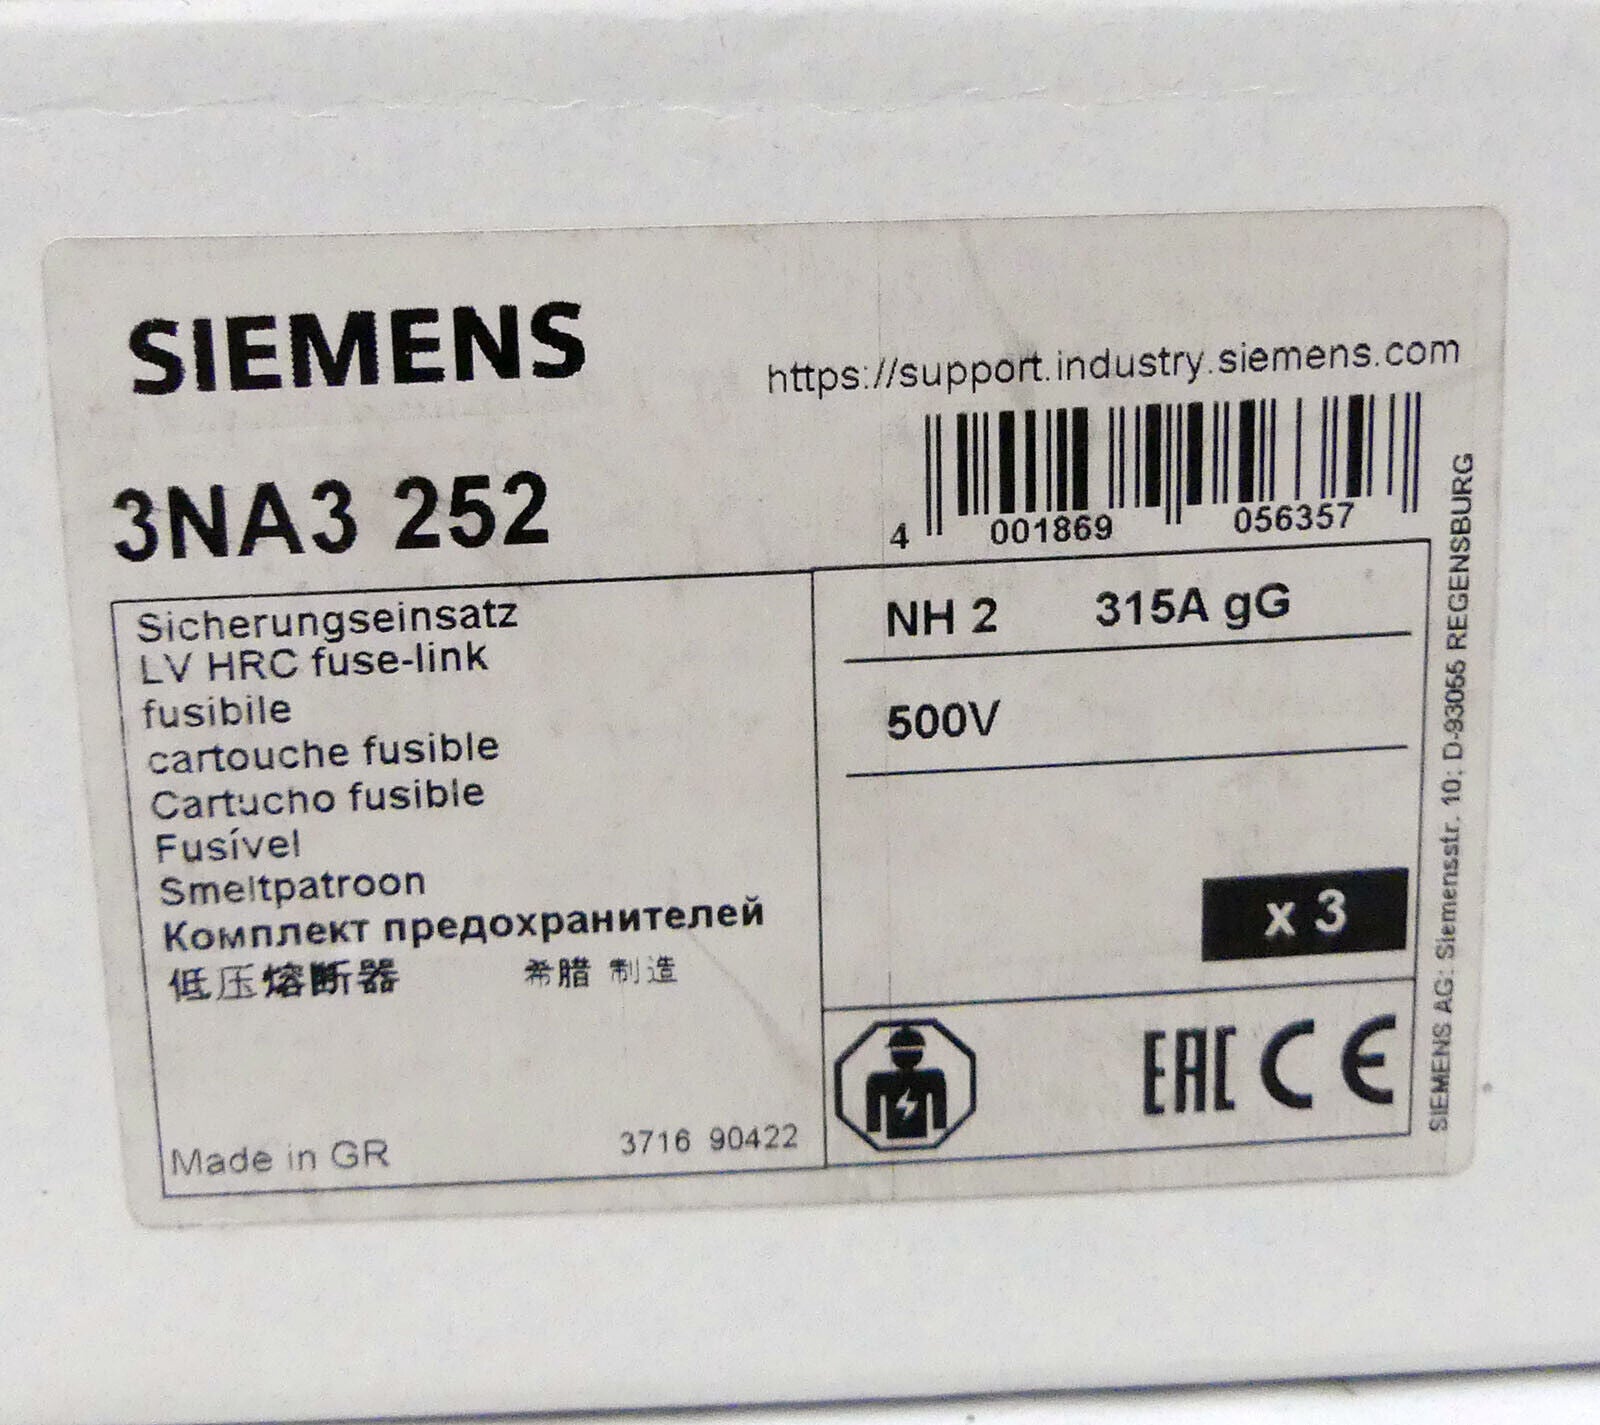 SIEMENS
https://support.industry.siemens.com
3NA3 252
4 001869 056357
Sicherungseinsatz
LV HRC fuse-link
fusibile
cartouche fusible
Cartucho fusible
Fusível
Smeltpatroon
Комплект предохранителей
低压熔断器 希腊 制造
Made in GR 3716 90422
NH 2 315A gG
500V
x 3
EAC CE
SIEMENS AG: Siemensstr. 10; D-93055 REGENSBURG